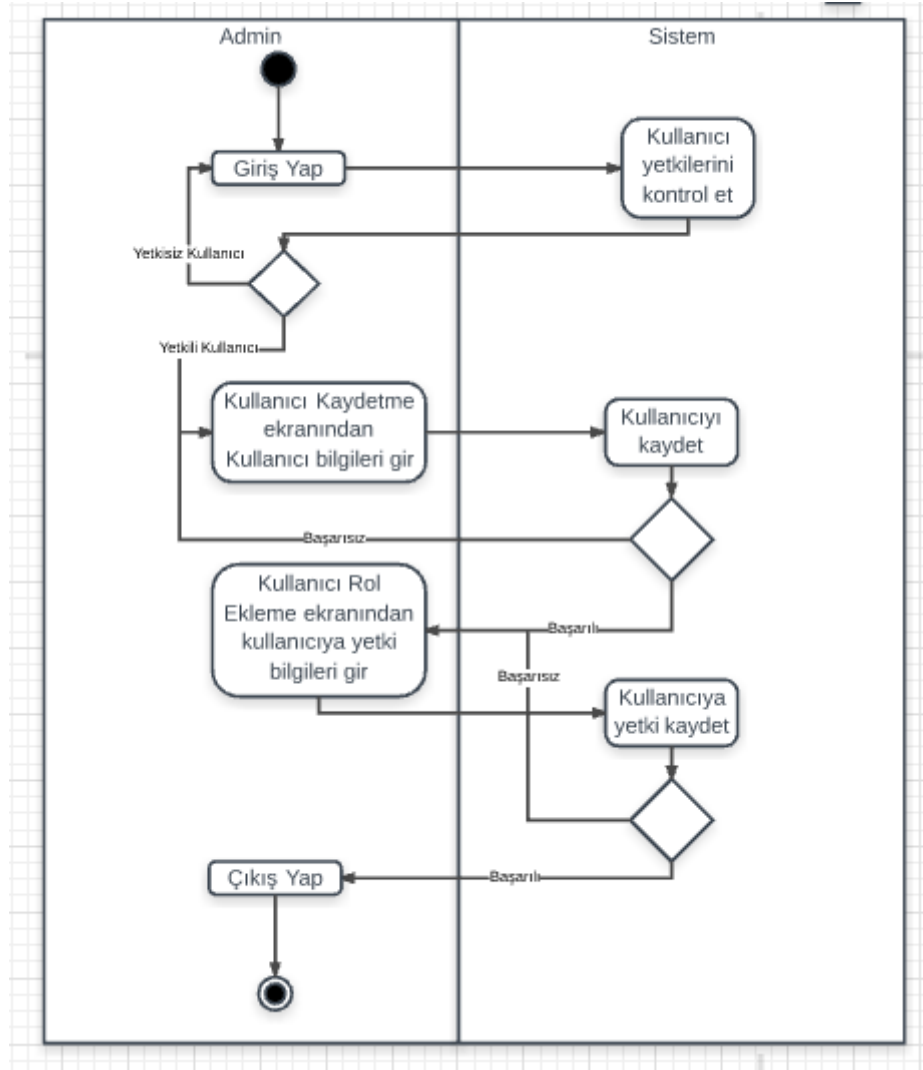 Admin
Sistem
Giriş Yap
Kullanıcı
yetkilerini
kontrol et
Yetkisiz Kullanıcı
Yetkili Kullanıcı
Kullanıcı Kaydetme
ekranından
Kullanıcı bilgileri gir
Kullanıcıyı
kaydet
Başarısız
Kullanıcı Rol
Ekleme ekranından
kullanıcıya yetki
bilgileri gir
Başarılı
Başarısız
Kullanıcıya
yetki kaydet
Başarılı
Çıkış Yap